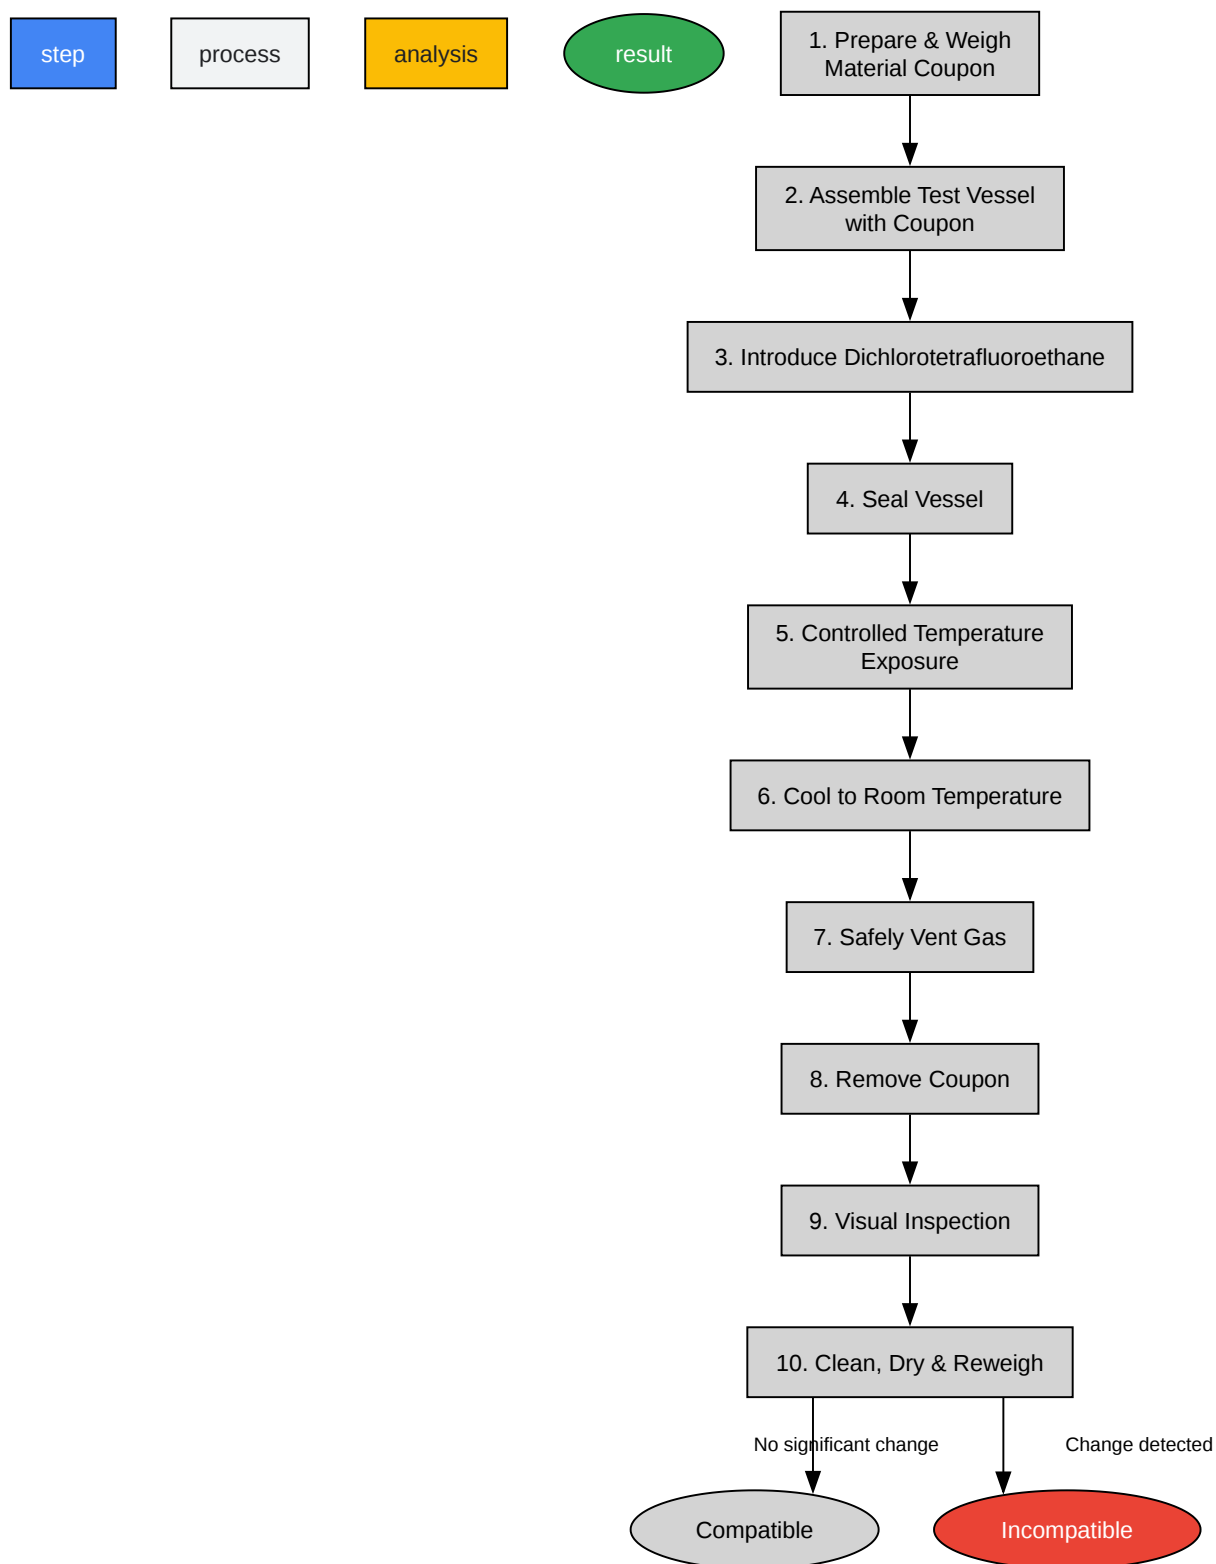 step
process
analysis
result
1. Prepare & Weigh
Material Coupon
2. Assemble Test Vessel
with Coupon
3. Introduce Dichlorotetrafluoroethane
4. Seal Vessel
5. Controlled Temperature
Exposure
6. Cool to Room Temperature
7. Safely Vent Gas
8. Remove Coupon
9. Visual Inspection
10. Clean, Dry & Reweigh
No significant change
Change detected
Compatible
Incompatible